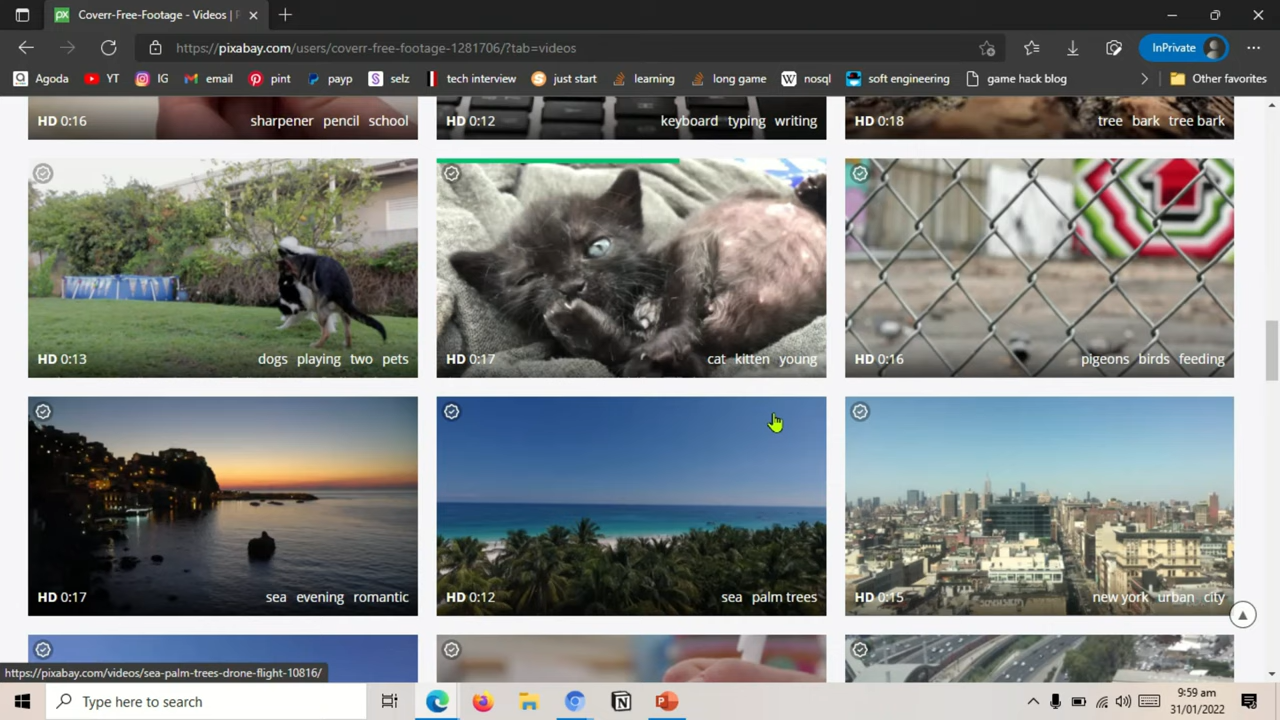 Coverr-Free-Footage - Videos | P
https://pixabay.com/users/coverr-free-footage-1281706/?tab=videos
InPrivate
Agoda
YT
IG
email
pint
payp
selz
tech interview
just start
learning
long game
nosql
soft engineering
game hack blog
Other favorites
HD 0:16 sharpener pencil school
HD 0:12 keyboard typing writing
HD 0:18 tree bark tree bark
HD 0:13 dogs playing two pets
HD 0:17 cat kitten young
HD 0:16 pigeons birds feeding
HD 0:17 sea evening romantic
HD 0:12 sea palm trees
HD 0:15 new york urban city
https://pixabay.com/videos/sea-palm-trees-drone-flight-10816/
Type here to search
9:59 am
31/01/2022